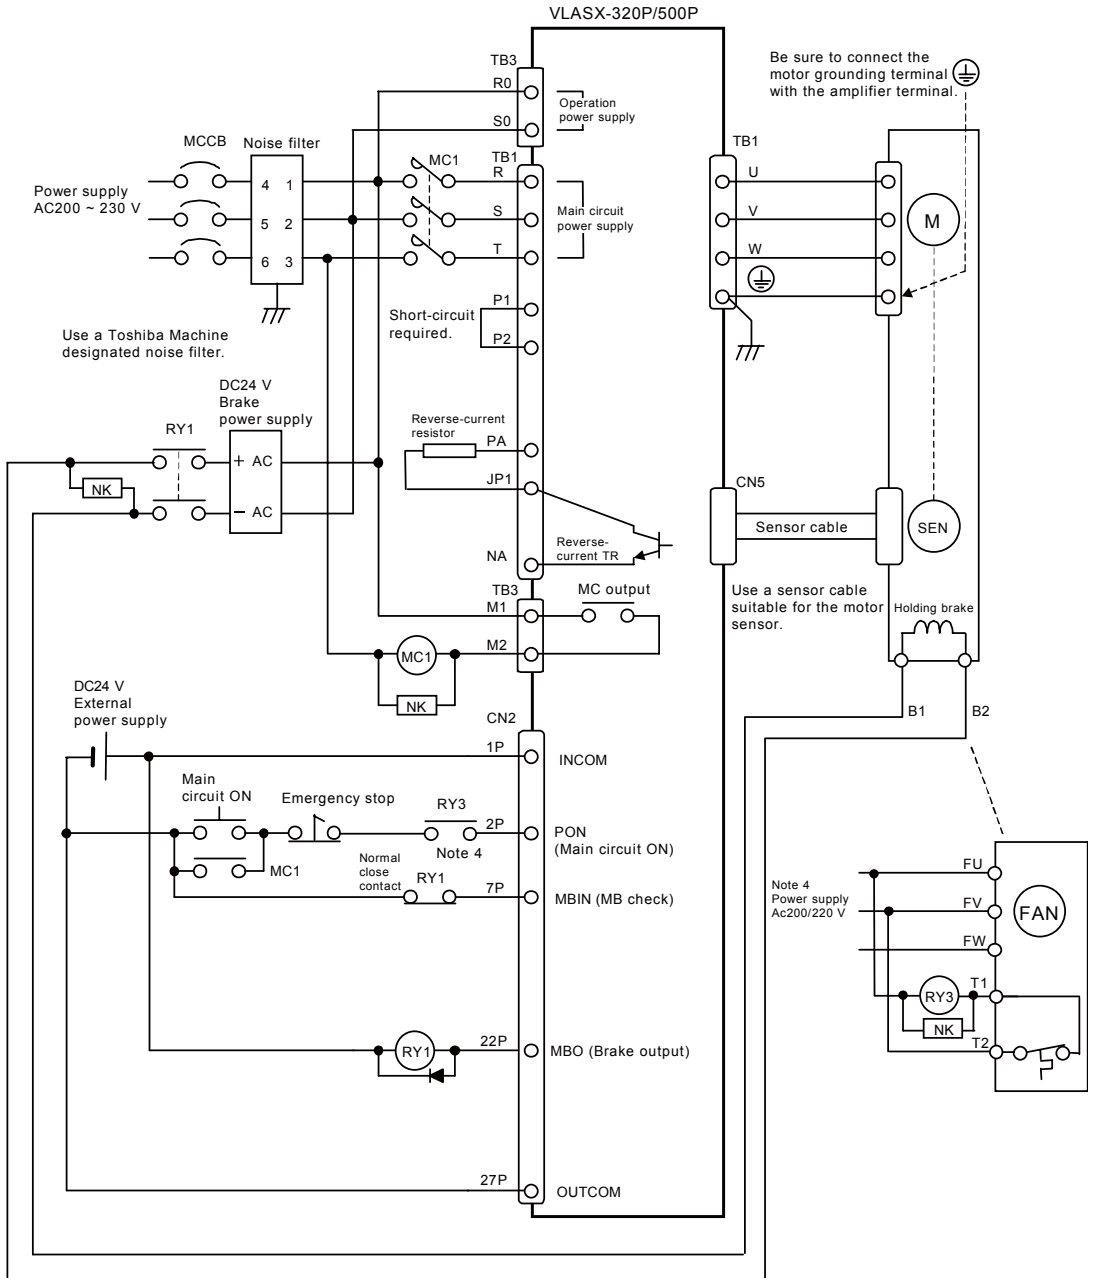 VLASX-320P/500P
TB3
R0
S0
Operation
power supply
Be sure to connect the
motor grounding terminal
with the amplifier terminal.
MCCB
Noise filter
Power supply
AC200 ~ 230 V
4 1
5 2
6 3
MC1
TB1
R
S
T
Main circuit
power supply
TB1
U
V
W
M
P1
P2
Short-circuit
required.
Use a Toshiba Machine
designated noise filter.
DC24 V
Brake
power supply
RY1
+ AC
− AC
NK
Reverse-current
resistor
PA
JP1
NA
Reverse-
current TR
CN5
Sensor cable
SEN
Use a sensor cable
suitable for the motor
sensor.
Holding brake
B1
B2
TB3
M1
M2
MC output
MC1
NK
DC24 V
External
power supply
CN2
1P
INCOM
Main
circuit ON
Emergency stop
RY3
2P
Note 4
PON
(Main circuit ON)
MC1
Normal
close
contact
RY1
7P
MBIN (MB check)
RY1
22P
MBO (Brake output)
27P
OUTCOM
Note 4
Power supply
Ac200/220 V
FU
FV
FW
FAN
T1
RY3
NK
T2